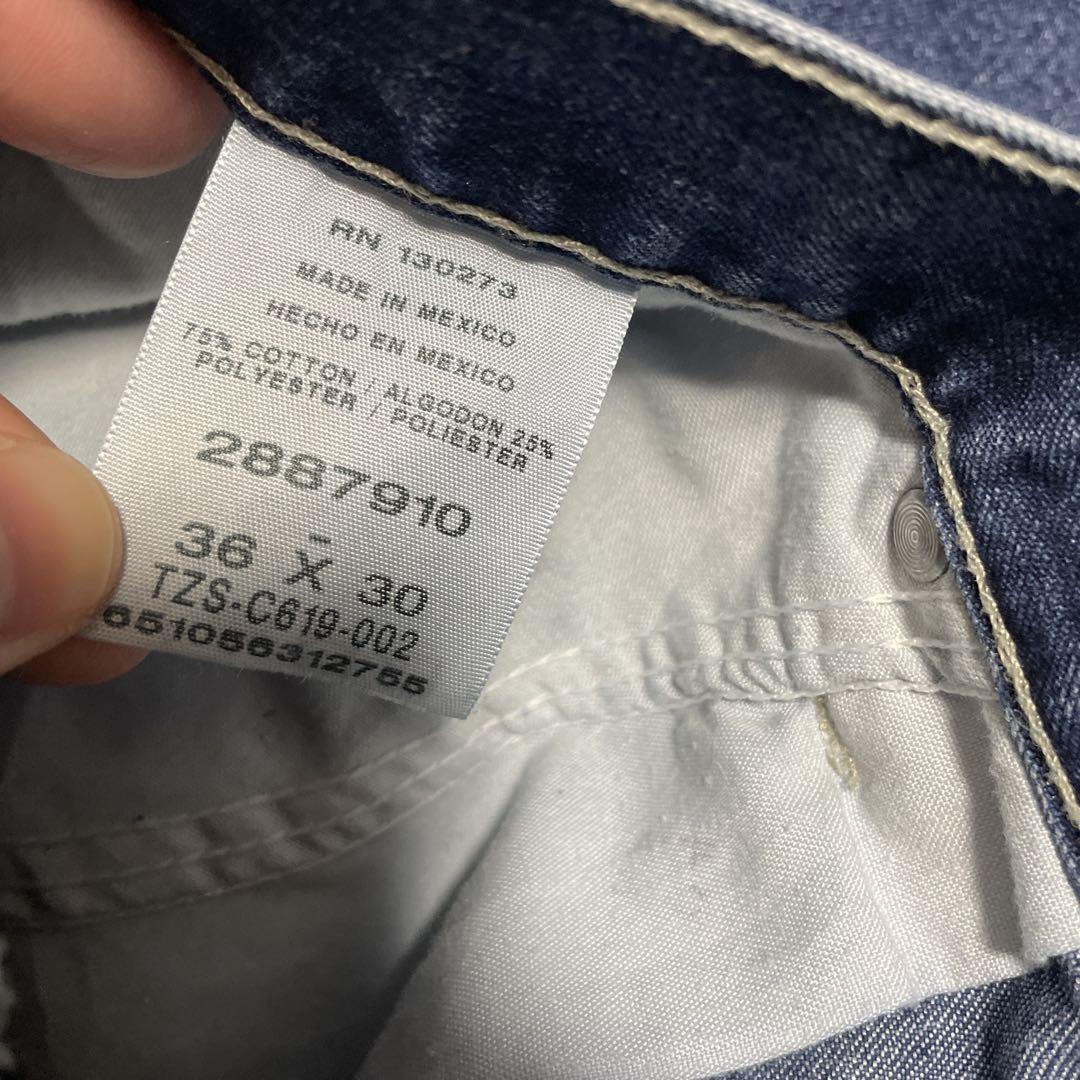 RN 130273
MADE IN MEXICO
HECHO EN MEXICO
75% COTTON / ALGODON 25%
POLYESTER / POLIESTER
2887910
36 X 30
TZS-C619-002
651056312755